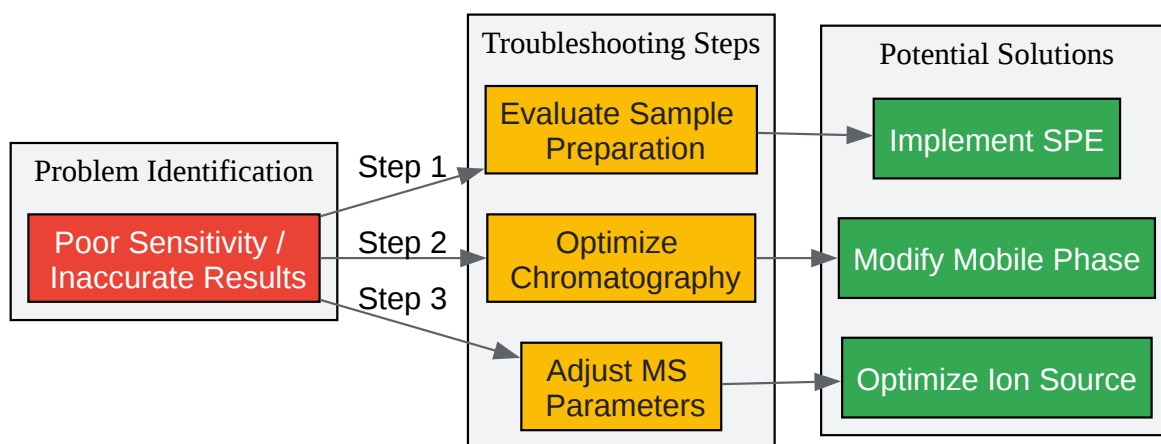 Problem Identification
Poor Sensitivity /
Inaccurate Results
Step 1
Step 2
Step 3
Troubleshooting Steps
Evaluate Sample
Preparation
Optimize
Chromatography
Adjust MS
Parameters
Potential Solutions
Implement SPE
Modify Mobile Phase
Optimize Ion Source